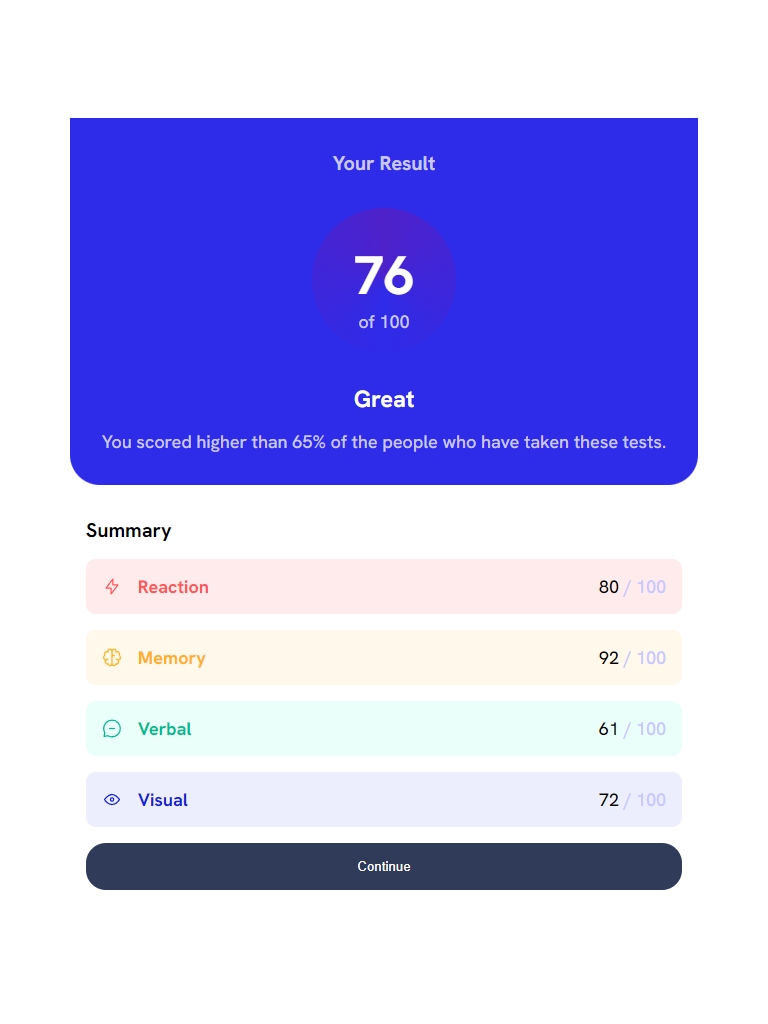 Your Result
76
of 100
Great
You scored higher than 65% of the people who have taken these tests.
Summary
Reaction 80 / 100
Memory 92 / 100
Verbal 61 / 100
Visual 72 / 100
Continue